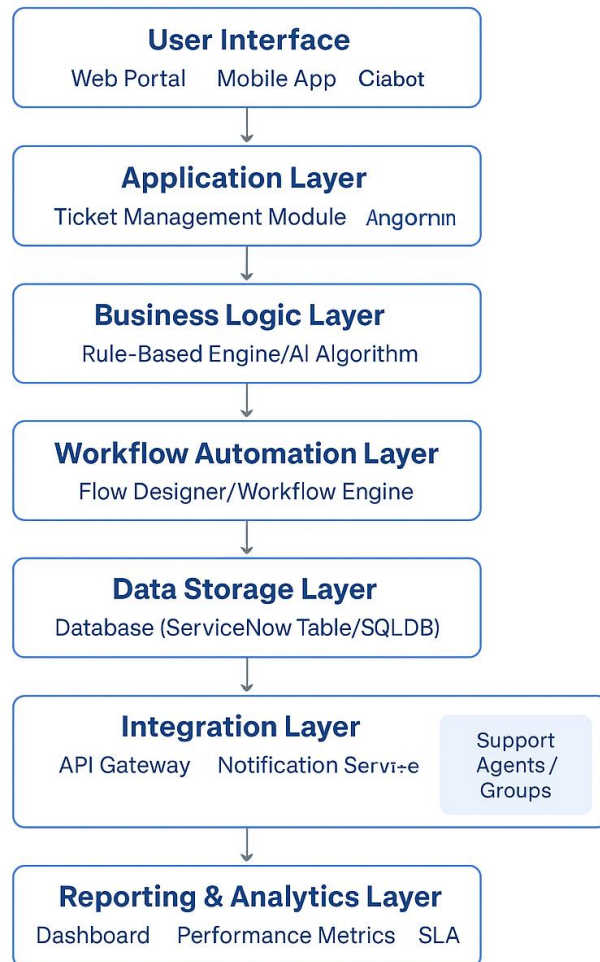 User Interface
Web Portal Mobile App Ciabot
Application Layer
Ticket Management Module
Business Logic Layer
Rule-Based Engine/AI Algorithm
Workflow Automation Layer
Flow Designer/Workflow Engine
Data Storage Layer
Database (ServiceNow Table/SQLDB)
Integration Layer
API Gateway Notification
Support
Agents /
Groups
Reporting & Analytics Layer
Dashboard Performance Metrics SLA